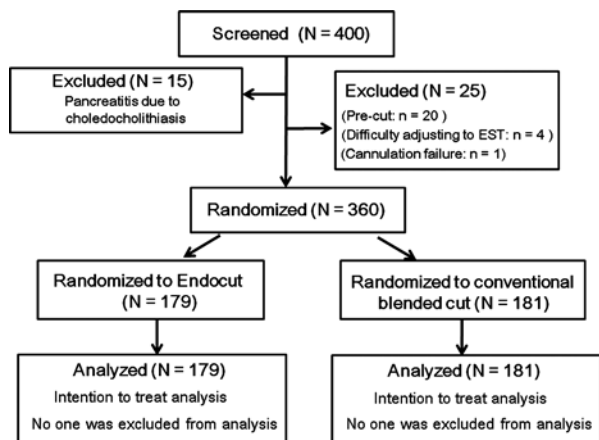 Screened (N = 400)
Excluded (N = 15)
Pancreatitis due to
choledocholithiasis
Excluded (N = 25)
(Pre-cut: n = 20)
(Difficulty adjusting to EST: n = 4 )
(Cannulation failure: n = 1)
Randomized (N = 360)
Randomized to Endocut
(N = 179)
Randomized to conventional
blended cut (N = 181)
Analyzed (N = 179)
Intention to treat analysis
No one was excluded from analysis
Analyzed (N = 181)
Intention to treat analysis
No one was excluded from analysis